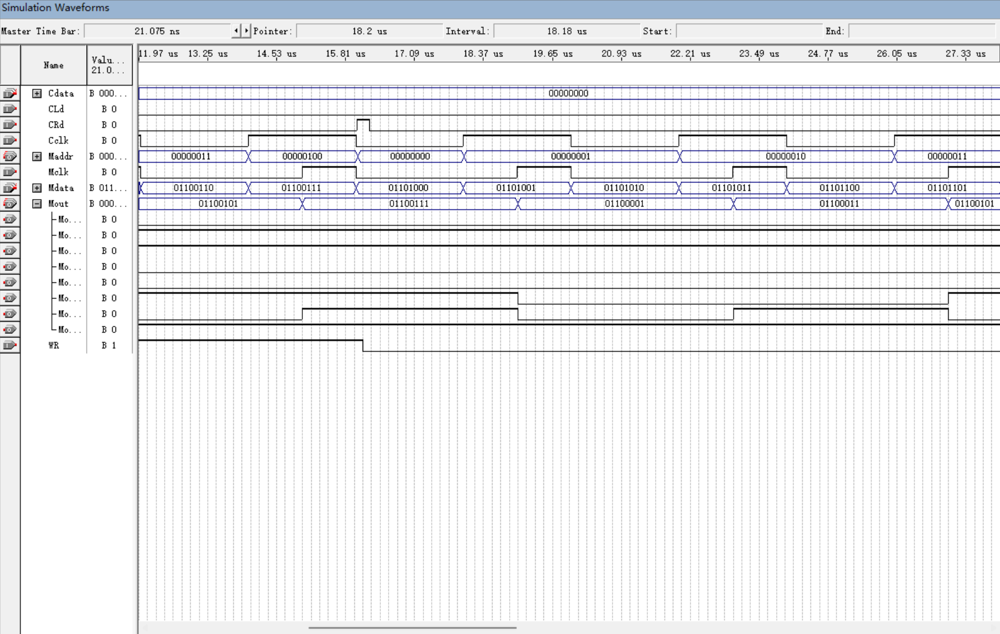 Simulation Waveforms
Master Time Bar: 21.075 ns Pointer: 18.2 us Interval: 18.18 us Start: End:
Name Valu... 21.0... 11.97 us 13.25 us 14.53 us 15.81 us 17.09 us 18.37 us 19.65 us 20.93 us 22.21 us 23.49 us 24.77 us 26.05 us 27.33 us
Cdata B 000... 00000000
CLd B 0
CRd B 0
Cclk B 0
Maddr B 000... 00000011 00000100 00000000 00000001 00000010 00000011
Mclk B 0
Mdata B 011... 01100110 01100111 01101000 01101001 01101010 01101011 01101100 01101101
Mout B 000... 01100101 01100111 01100001 01100011 01100101
Mo... B 0
Mo... B 0
Mo... B 0
Mo... B 0
Mo... B 0
Mo... B 0
Mo... B 0
Mo... B 0
WR B 1